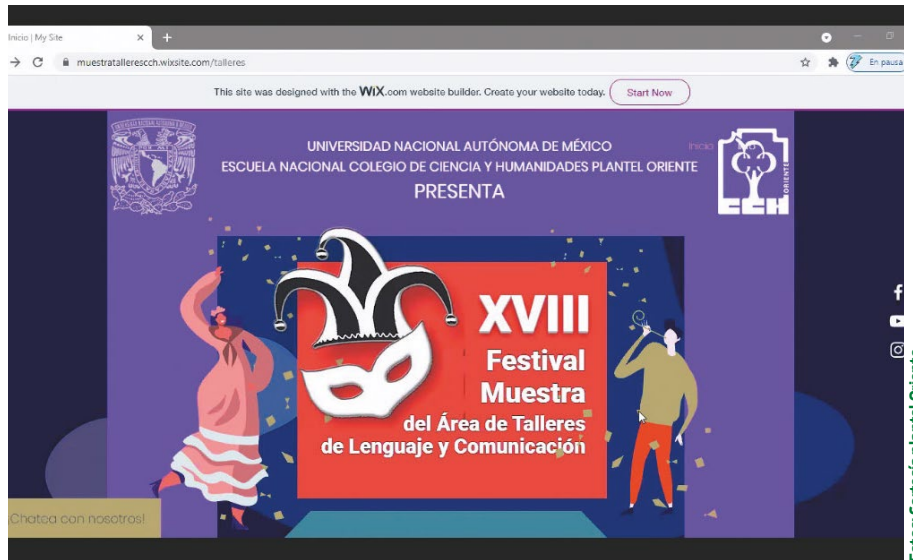 Inicio | My Site
muestratallerescch.wixsite.com/talleres
En pausa
This site was designed with the WiX.com website builder. Create your website today.
Start Now
UNIVERSIDAD NACIONAL AUTÓNOMA DE MÉXICO
Inicio
ESCUELA NACIONAL COLEGIO DE CIENCIA Y HUMANIDADES PLANTEL ORIENTE
PRESENTA
CCH
ORIENTE
XVIII
Festival
Muestra
del Área de Talleres
de Lenguaje y Comunicación
¡Chatea con nosotros!